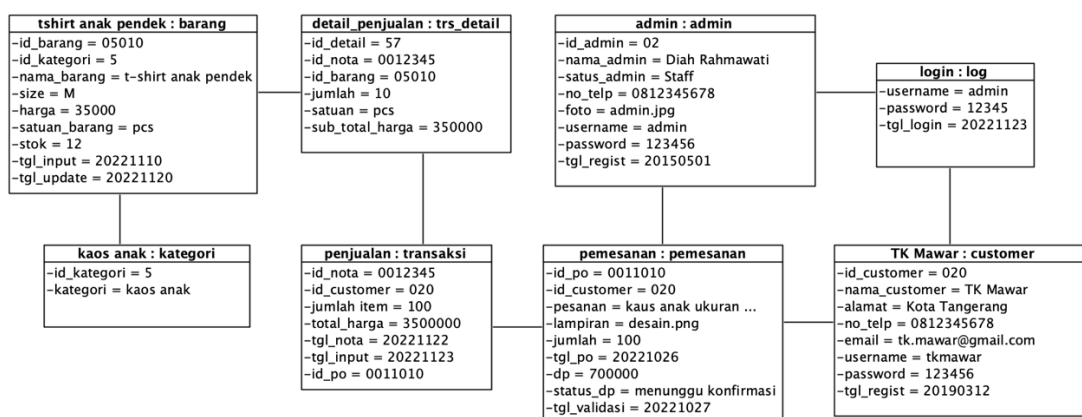 tshirt anak pendek : barang
-id_barang = 05010
-id_kategori = 5
-nama_barang = t-shirt anak pendek
-size = M
-harga = 35000
-satuan_barang = pcs
-stok = 12
-tgl_input = 20221110
-tgl_update = 20221120
detail_penjualan : trs_detail
-id_detail = 57
-id_nota = 0012345
-id_barang = 05010
-jumlah = 10
-satuan = pcs
-sub_total_harga = 350000
admin : admin
-id_admin = 02
-nama_admin = Diah Rahmawati
-satus_admin = Staff
-no_telp = 0812345678
-foto = admin.jpg
-username = admin
-password = 123456
-tgl_regist = 20150501
login : log
-username = admin
-password = 12345
-tgl_login = 20221123
kaos anak : kategori
-id_kategori = 5
-kategori = kaos anak
penjualan : transaksi
-id_nota = 0012345
-id_customer = 020
-jumlah item = 100
-total_harga = 3500000
-tgl_nota = 20221122
-tgl_input = 20221123
-id_po = 0011010
pemesanan : pemesanan
-id_po = 0011010
-id_customer = 020
-pesanan = kaus anak ukuran ...
-lampiran = desain.png
-jumlah = 100
-tgl_po = 20221026
-dp = 700000
-status_dp = menunggu konfirmasi
-tgl_validasi = 20221027
TK Mawar : customer
-id_customer = 020
-nama_customer = TK Mawar
-alamat = Kota Tangerang
-no_telp = 0812345678
-email = tk.mawar@gmail.com
-username = tkmawar
-password = 123456
-tgl_regist = 20190312